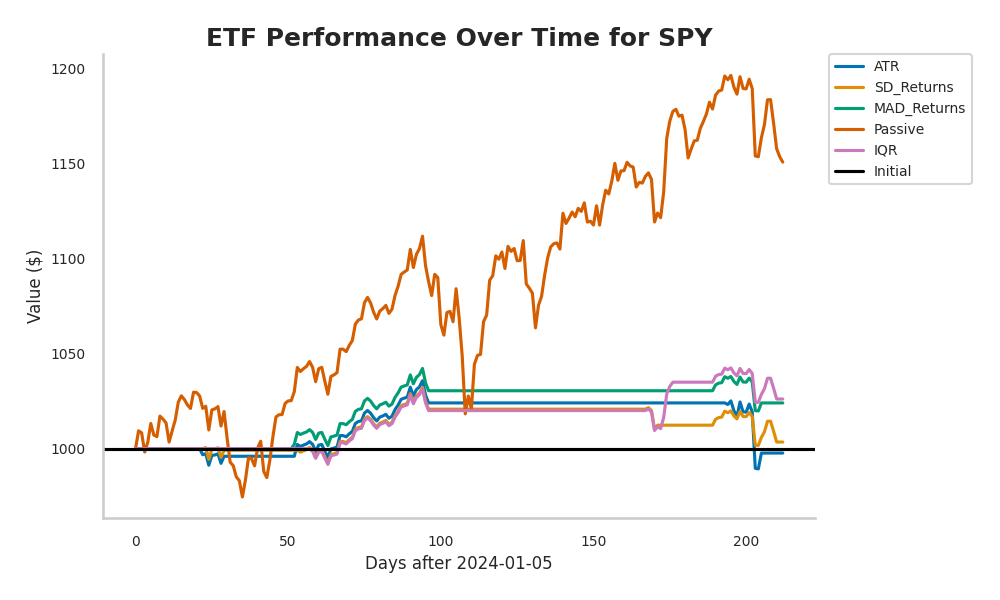 ETF Performance Over Time for SPY
ATR
SD_Returns
MAD_Returns
Passive
IQR
Initial
Value ($)
1200
1150
1100
1050
1000
0 50 100 150 200
Days after 2024-01-05